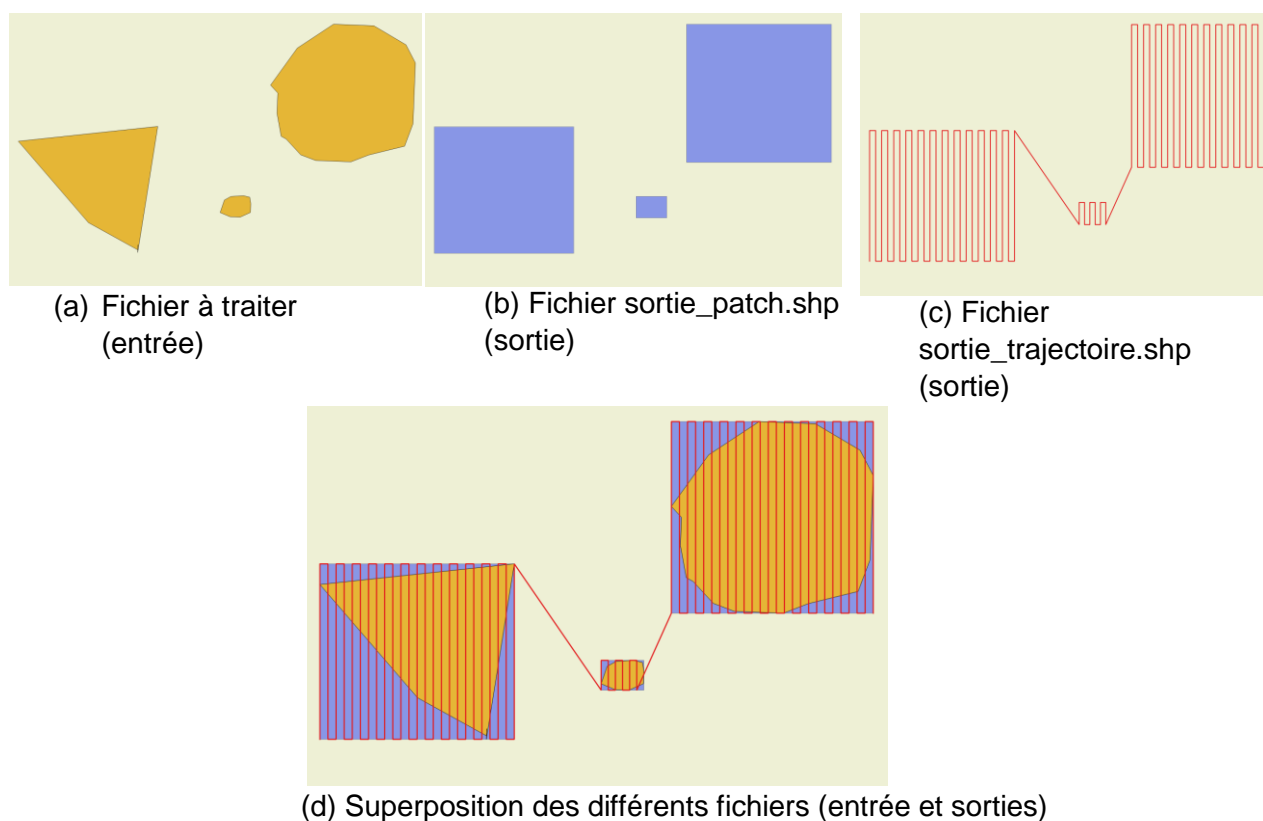 (a) Fichier à traiter
(entrée)
(b) Fichier sortie_patch.shp
(sortie)
(c) Fichier
sortie_trajectoire.shp
(sortie)
(d) Superposition des différents fichiers (entrée et sorties)